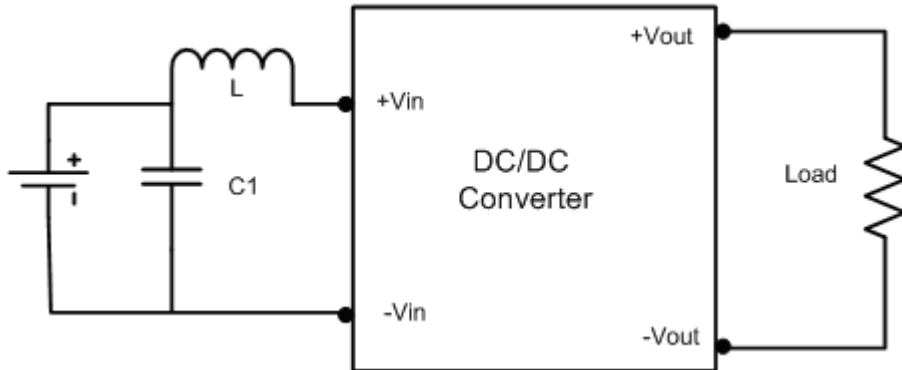 +Vout
L
+Vin
DC/DC
Converter
Load
C1
-Vin
-Vout
+
-